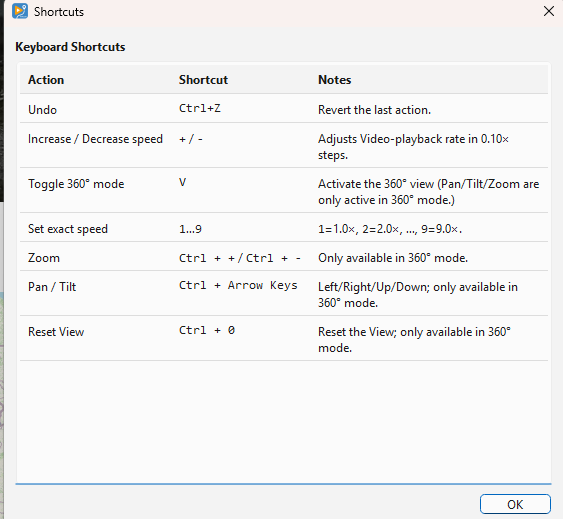 Shortcuts
Keyboard Shortcuts
Action Shortcut Notes
Undo Ctrl+Z Revert the last action.
Increase / Decrease speed + / - Adjusts Video-playback rate in 0.10×
steps.
Toggle 360° mode V Activate the 360° view (Pan/Tilt/Zoom are
only active in 360° mode.)
Set exact speed 1...9 1=1.0×, 2=2.0×, ..., 9=9.0×.
Zoom Ctrl + + / Ctrl + - Only available in 360° mode.
Pan / Tilt Ctrl + Arrow Keys Left/Right/Up/Down; only available in
360° mode.
Reset View Ctrl + 0 Reset the View; only available in 360°
mode.
OK